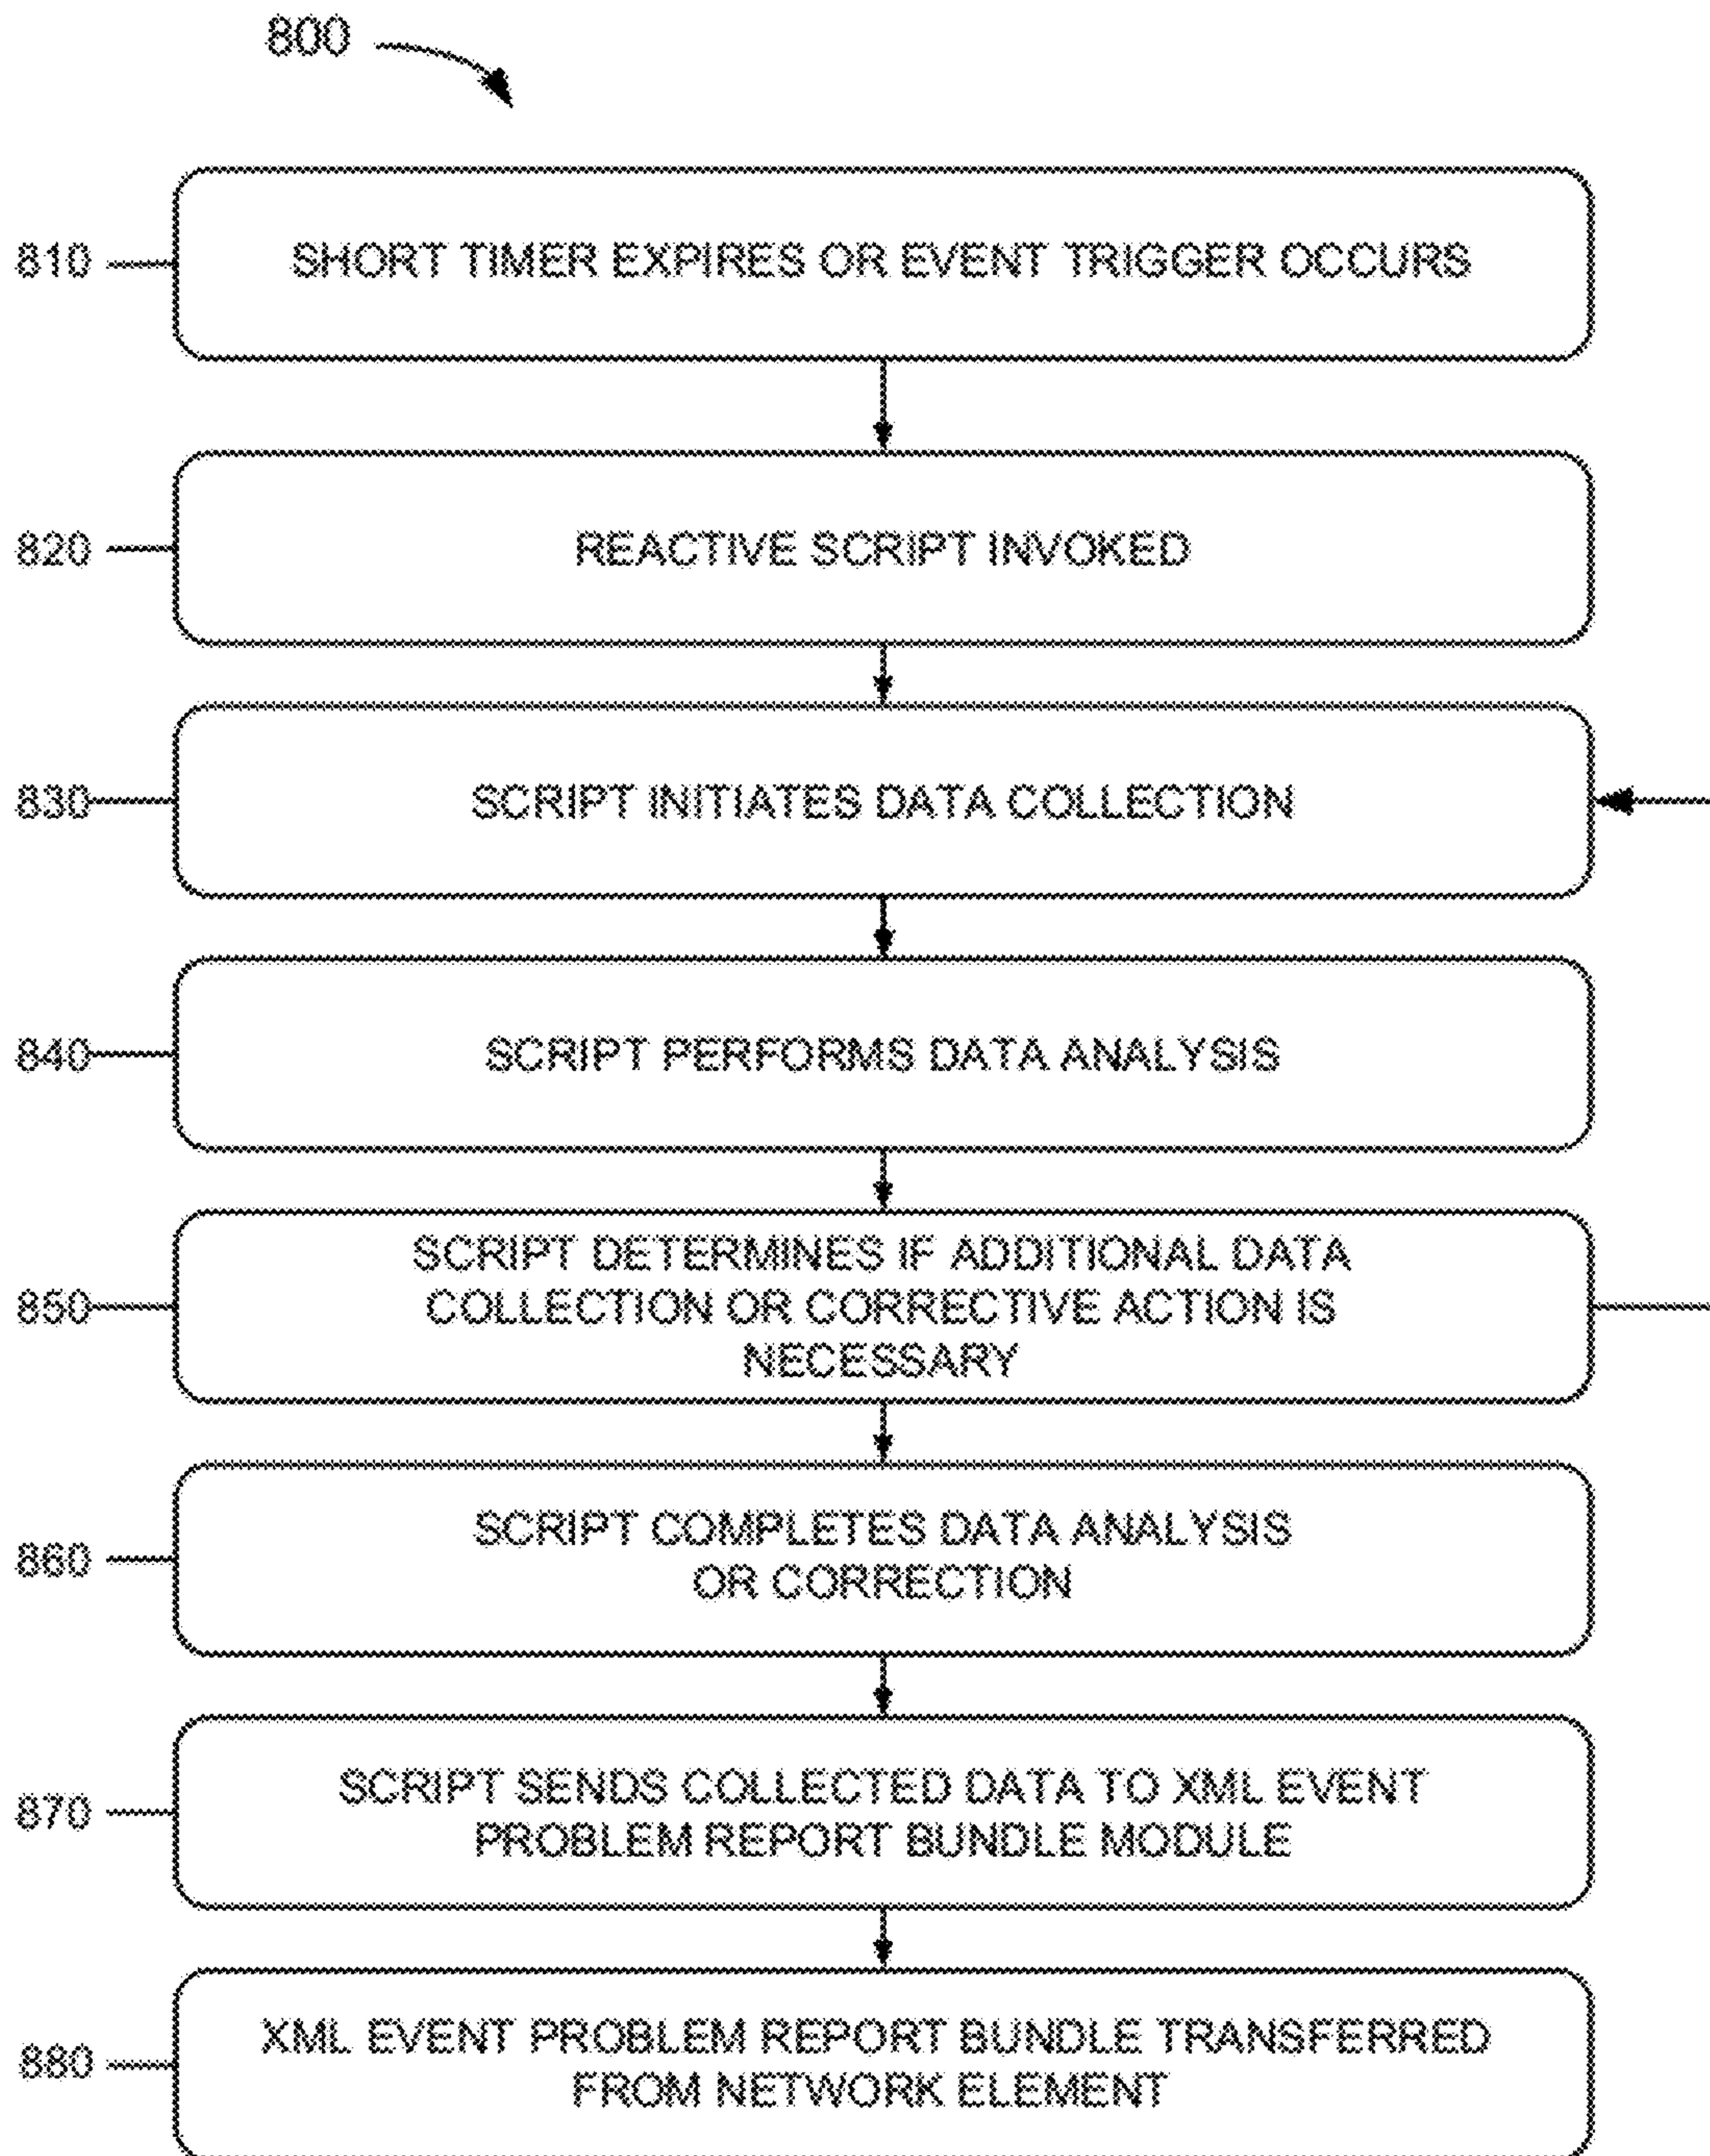 800
810
SHORT TIMER EXPIRES OR EVENT TRIGGER OCCURS
820
REACTIVE SCRIPT INVOKED
830
SCRIPT INITIATES DATA COLLECTION
840
SCRIPT PERFORMS DATA ANALYSIS
850
SCRIPT DETERMINES IF ADDITIONAL DATA
COLLECTION OR CORRECTIVE ACTION IS
NECESSARY
860
SCRIPT COMPLETES DATA ANALYSIS
OR CORRECTION
870
SCRIPT SENDS COLLECTED DATA TO XML EVENT
PROBLEM REPORT BUNDLE MODULE
880
XML EVENT PROBLEM REPORT BUNDLE TRANSFERRED
FROM NETWORK ELEMENT